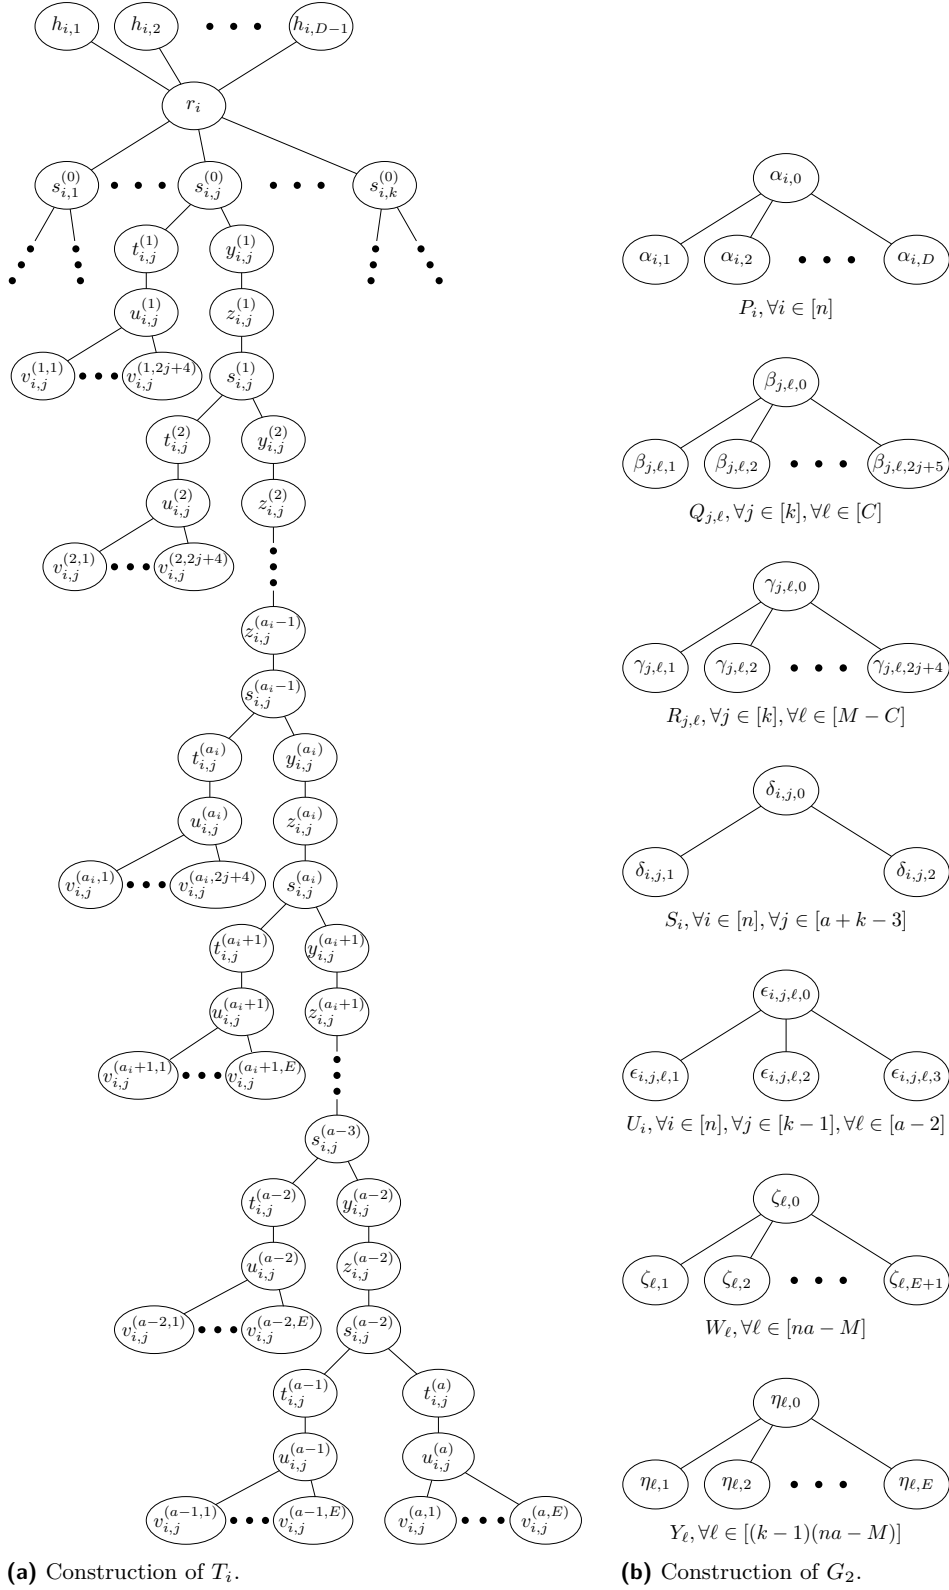 h_{i,1} h_{i,2} • • • h_{i,D−1}
r_i
s_{i,1}^{(0)} • • • s_{i,j}^{(0)} • • • s_{i,k}^{(0)}
t_{i,j}^{(1)} y_{i,j}^{(1)}
u_{i,j}^{(1)} z_{i,j}^{(1)}
v_{i,j}^{(1,1)} • • • v_{i,j}^{(1,2j+4)} s_{i,j}^{(1)}
t_{i,j}^{(2)} y_{i,j}^{(2)}
u_{i,j}^{(2)} z_{i,j}^{(2)}
v_{i,j}^{(2,1)} • • • v_{i,j}^{(2,2j+4)}
z_{i,j}^{(a_i−1)}
s_{i,j}^{(a_i−1)}
t_{i,j}^{(a_i)} y_{i,j}^{(a_i)}
u_{i,j}^{(a_i)} z_{i,j}^{(a_i)}
v_{i,j}^{(a_i,1)} • • • v_{i,j}^{(a_i,2j+4)} s_{i,j}^{(a_i)}
t_{i,j}^{(a_i+1)} y_{i,j}^{(a_i+1)}
u_{i,j}^{(a_i+1)} z_{i,j}^{(a_i+1)}
v_{i,j}^{(a_i+1,1)} • • • v_{i,j}^{(a_i+1,E)}
s_{i,j}^{(a−3)}
t_{i,j}^{(a−2)} y_{i,j}^{(a−2)}
u_{i,j}^{(a−2)} z_{i,j}^{(a−2)}
v_{i,j}^{(a−2,1)} • • • v_{i,j}^{(a−2,E)} s_{i,j}^{(a−2)}
t_{i,j}^{(a−1)} t_{i,j}^{(a)}
u_{i,j}^{(a−1)} u_{i,j}^{(a)}
v_{i,j}^{(a−1,1)} • • • v_{i,j}^{(a−1,E)} v_{i,j}^{(a,1)} • • • v_{i,j}^{(a,E)}
(a) Construction of T_i.
α_{i,0}
α_{i,1} α_{i,2} • • • α_{i,D}
P_i, ∀i ∈ [n]
β_{j,ℓ,0}
β_{j,ℓ,1} β_{j,ℓ,2} • • • β_{j,ℓ,2j+5}
Q_{j,ℓ}, ∀j ∈ [k], ∀ℓ ∈ [C]
γ_{j,ℓ,0}
γ_{j,ℓ,1} γ_{j,ℓ,2} • • • γ_{j,ℓ,2j+4}
R_{j,ℓ}, ∀j ∈ [k], ∀ℓ ∈ [M − C]
δ_{i,j,0}
δ_{i,j,1} δ_{i,j,2}
S_i, ∀i ∈ [n], ∀j ∈ [a + k − 3]
ϵ_{i,j,ℓ,0}
ϵ_{i,j,ℓ,1} ϵ_{i,j,ℓ,2} ϵ_{i,j,ℓ,3}
U_i, ∀i ∈ [n], ∀j ∈ [k − 1], ∀ℓ ∈ [a − 2]
ζ_{ℓ,0}
ζ_{ℓ,1} ζ_{ℓ,2} • • • ζ_{ℓ,E+1}
W_ℓ, ∀ℓ ∈ [na − M]
η_{ℓ,0}
η_{ℓ,1} η_{ℓ,2} • • • η_{ℓ,E}
Y_ℓ, ∀ℓ ∈ [(k − 1)(na − M)]
(b) Construction of G_2.